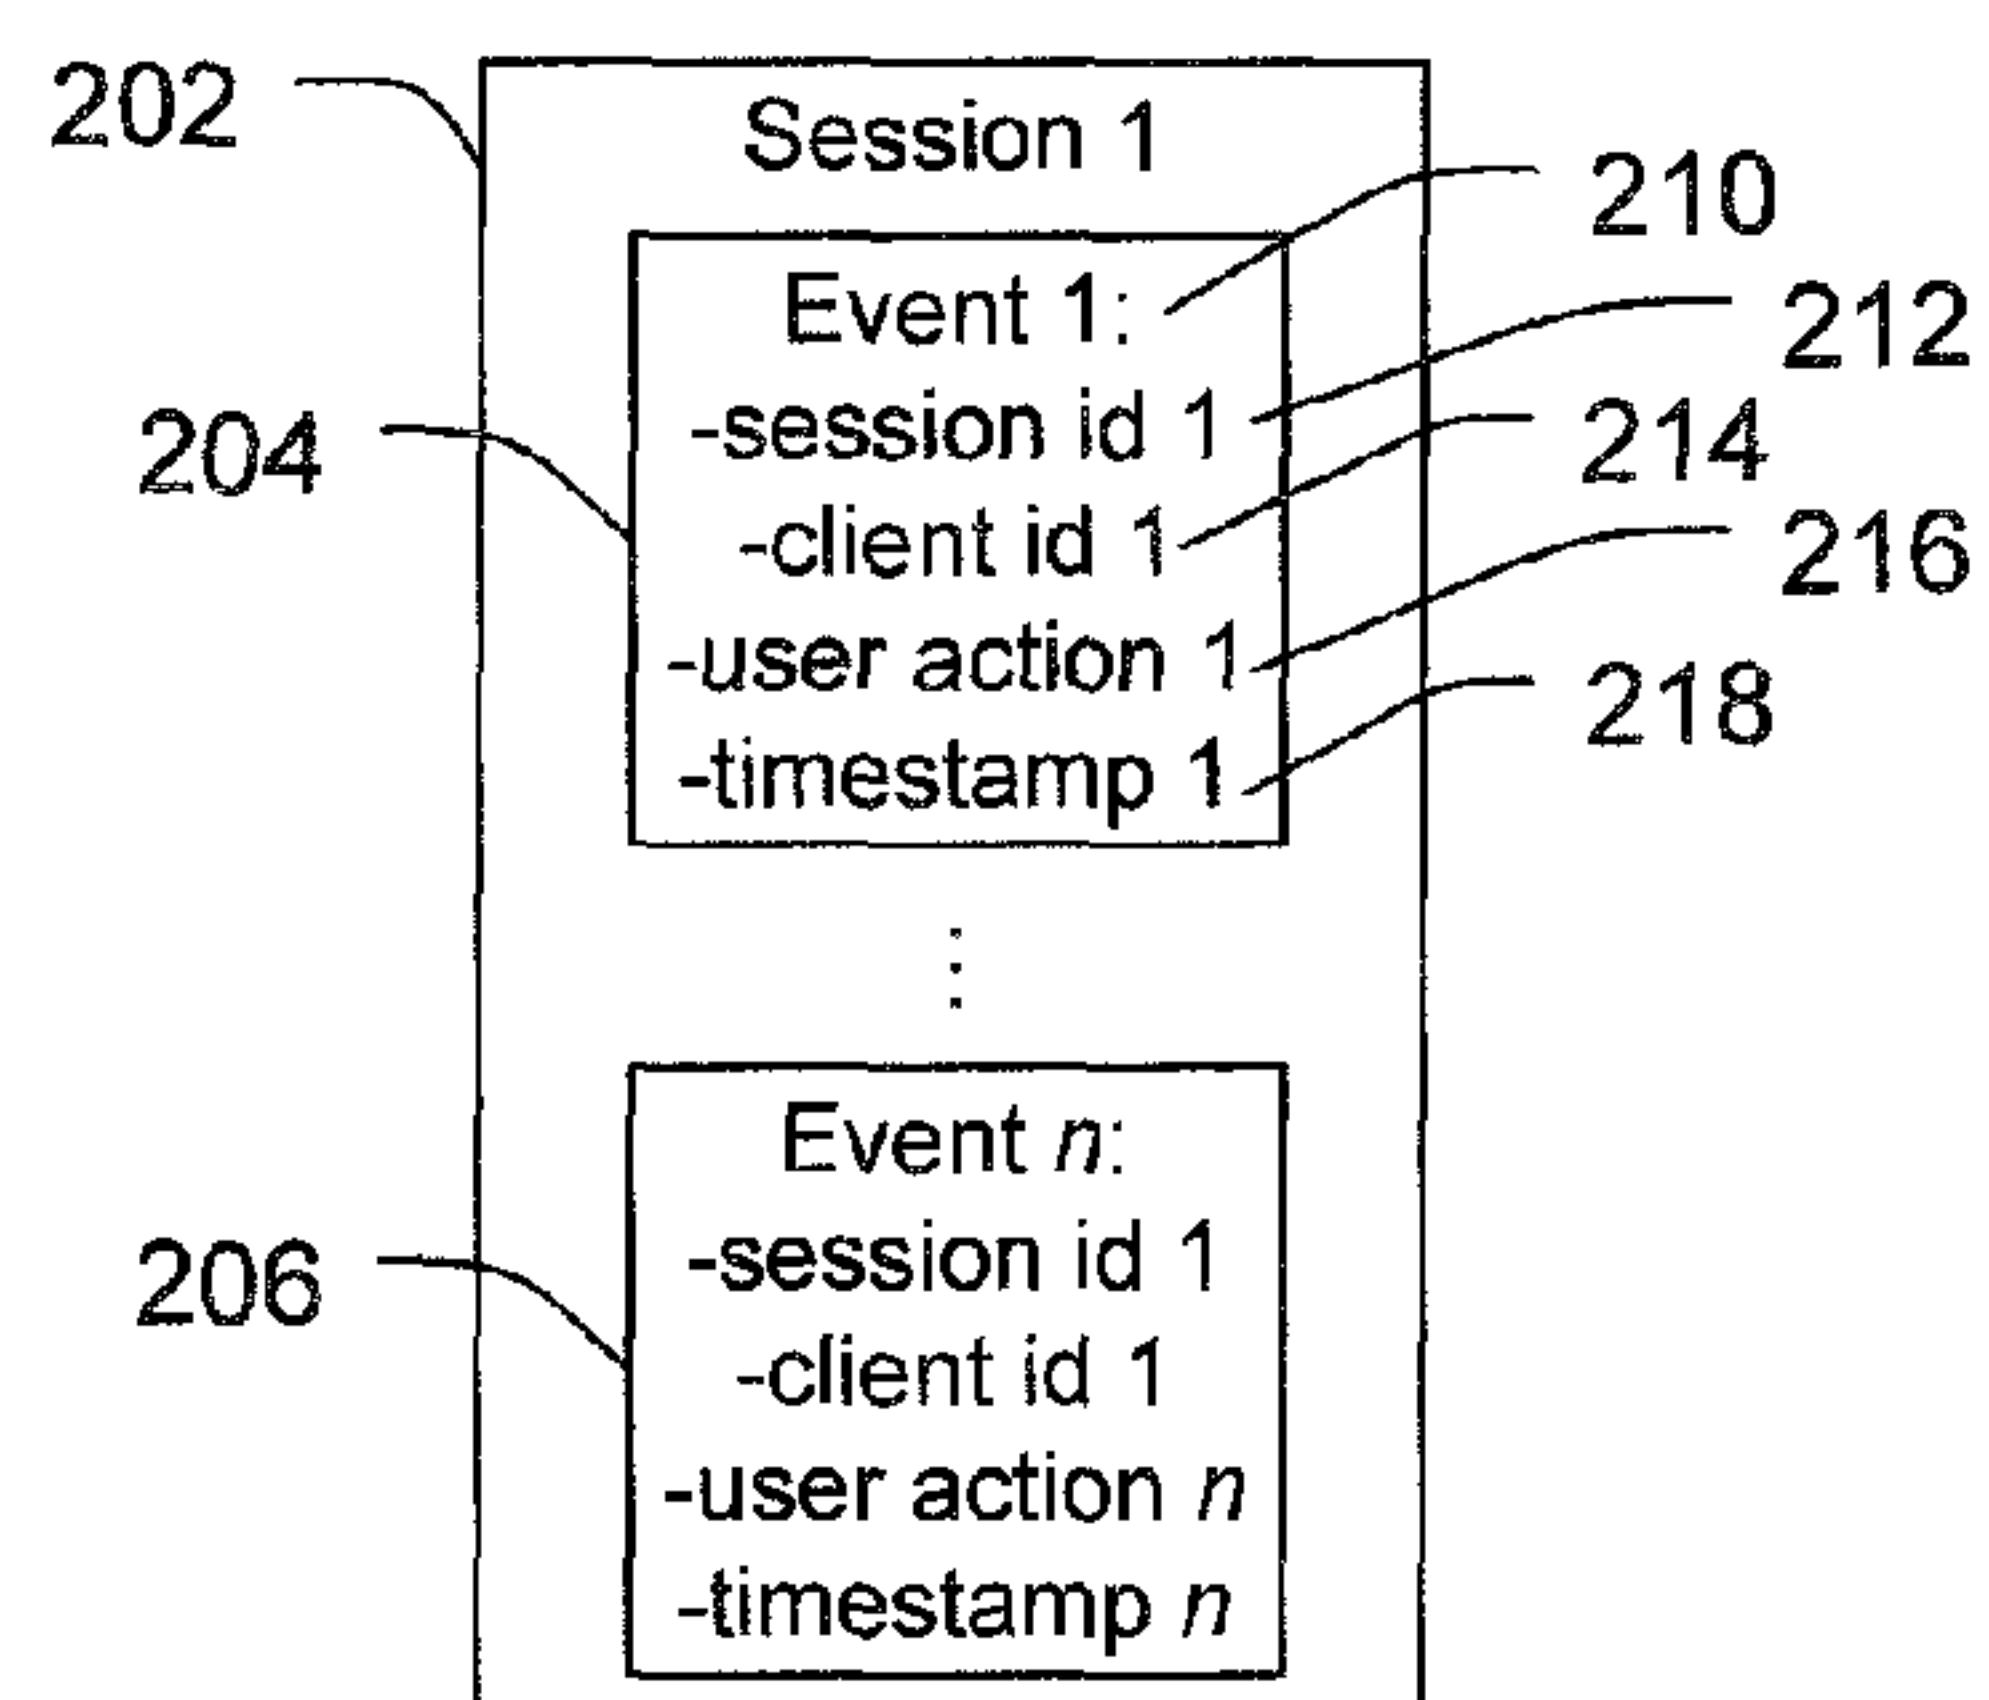 202
Session 1
210
Event 1:
212
-session id 1
204
214
-client id 1
216
-user action 1
218
-timestamp 1
Event n:
206
-session id 1
-client id 1
-user action n
-timestamp n